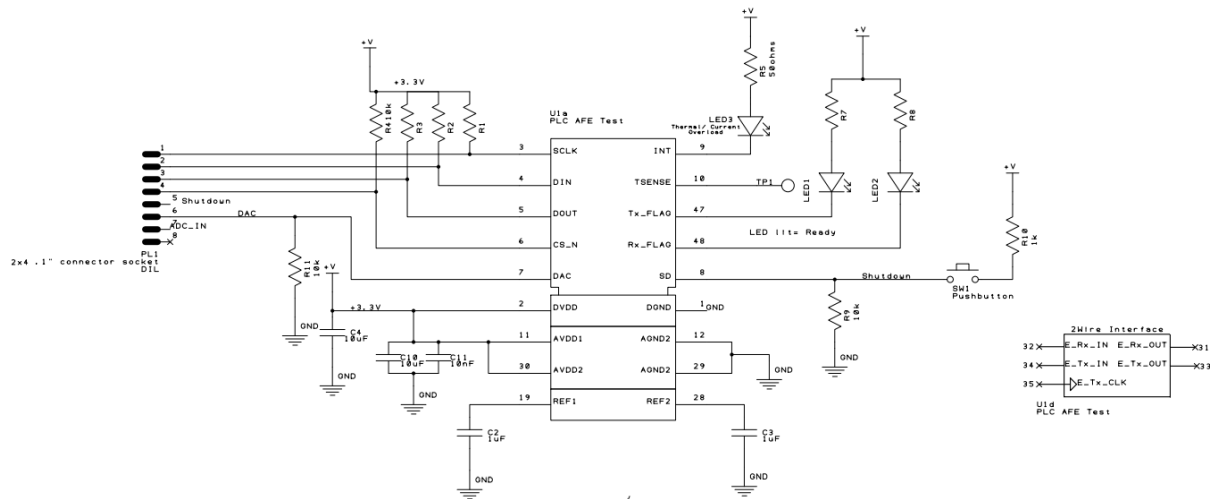 +V
+V
+V
+3.3V
R4 10k
R3
R2
R1
R5
50ohms
R7
R8
U1a
PLC AFE Test
LED3
Thermal/ Current
Overload
LED1
LED2
1
2
3
4
5 Shutdown
6
7 ADC_IN
8
DAC
PL1
2x4 .1" connector socket
DIL
3 SCLK INT 9
4 DIN TSENSE 10 TP1
5 DOUT Tx_FLAG 47
6 CS_N Rx_FLAG 48
7 DAC SD 8
LED lit= Ready
Shutdown
+V
R10
1k
SW1
Pushbutton
R11
10k
GND
+V
+3.3V
C4
10uF
GND
2 DVDD DGND 1 GND
11 AVDD1 AGND2 12
30 AVDD2 AGND2 29
19 REF1 REF2 28
C10
10uF
C11
10nF
GND
GND
R9
10k
GND
C2
1uF
GND
C3
1uF
GND
2Wire Interface
32 E_Rx_IN E_Rx_OUT 31
34 E_Tx_IN E_Tx_OUT 33
35 E_Tx_CLK
U1d
PLC AFE Test